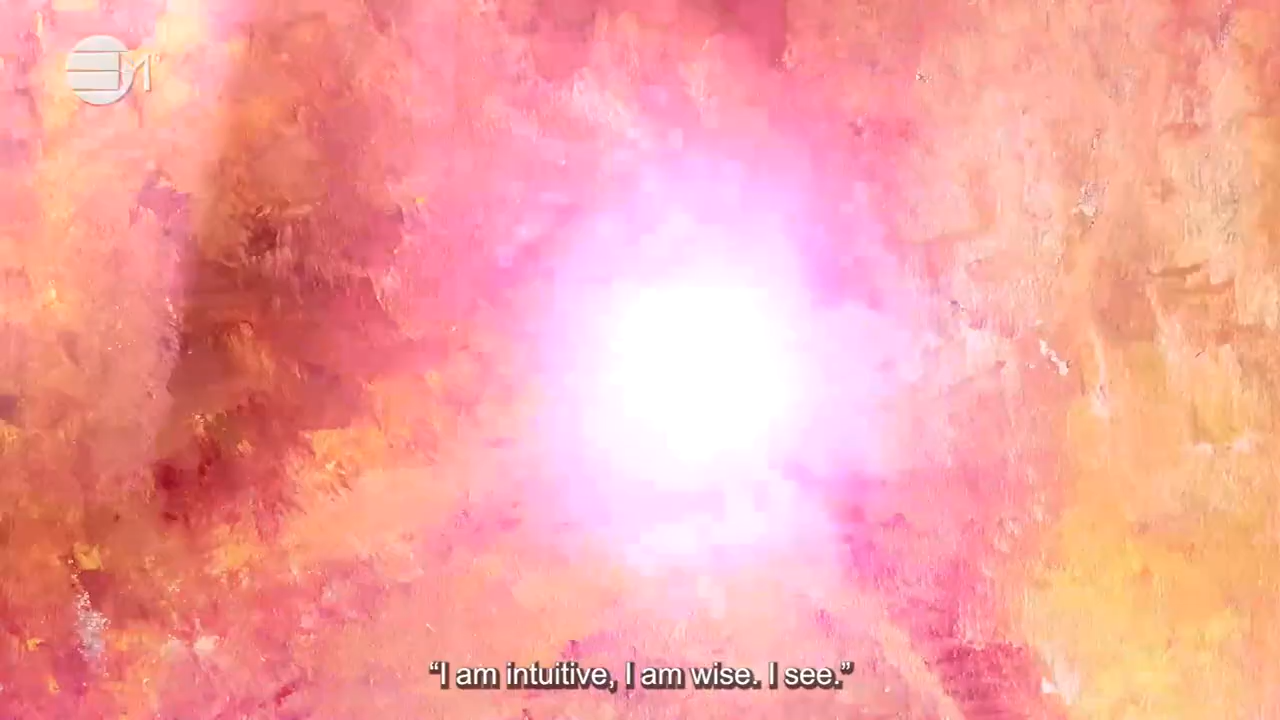 “I am intuitive, I am wise. I see.”